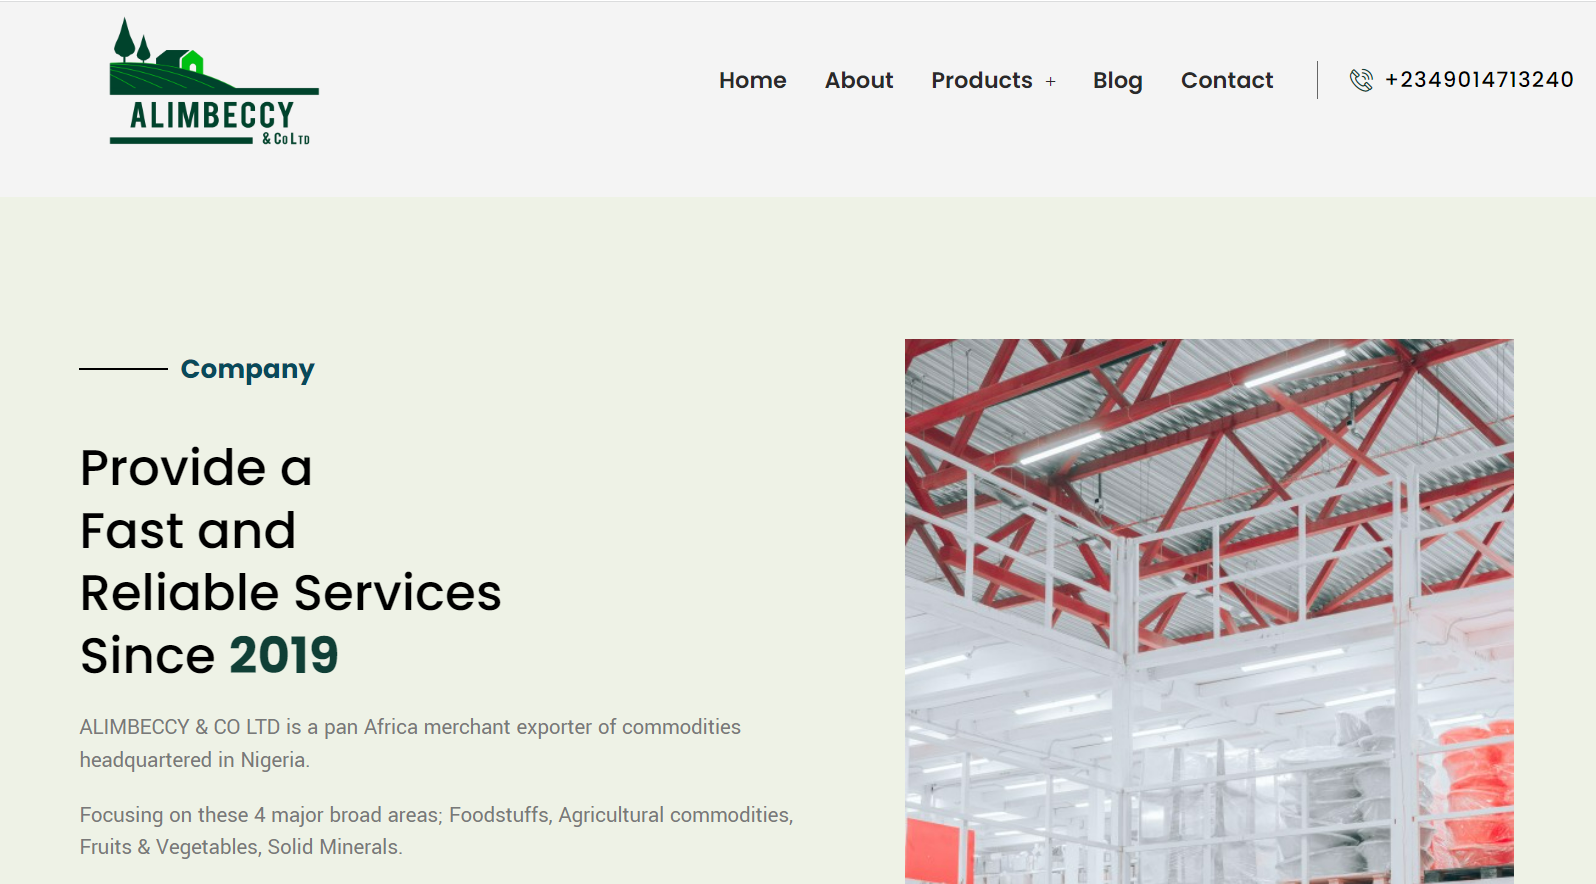 ALIMBECCY
& CO LTD
Home About Products + Blog Contact +2349014713240
Company
Provide a
Fast and
Reliable Services
Since 2019
ALIMBECCY & CO LTD is a pan Africa merchant exporter of commodities
headquartered in Nigeria.
Focusing on these 4 major broad areas; Foodstuffs, Agricultural commodities,
Fruits & Vegetables, Solid Minerals.